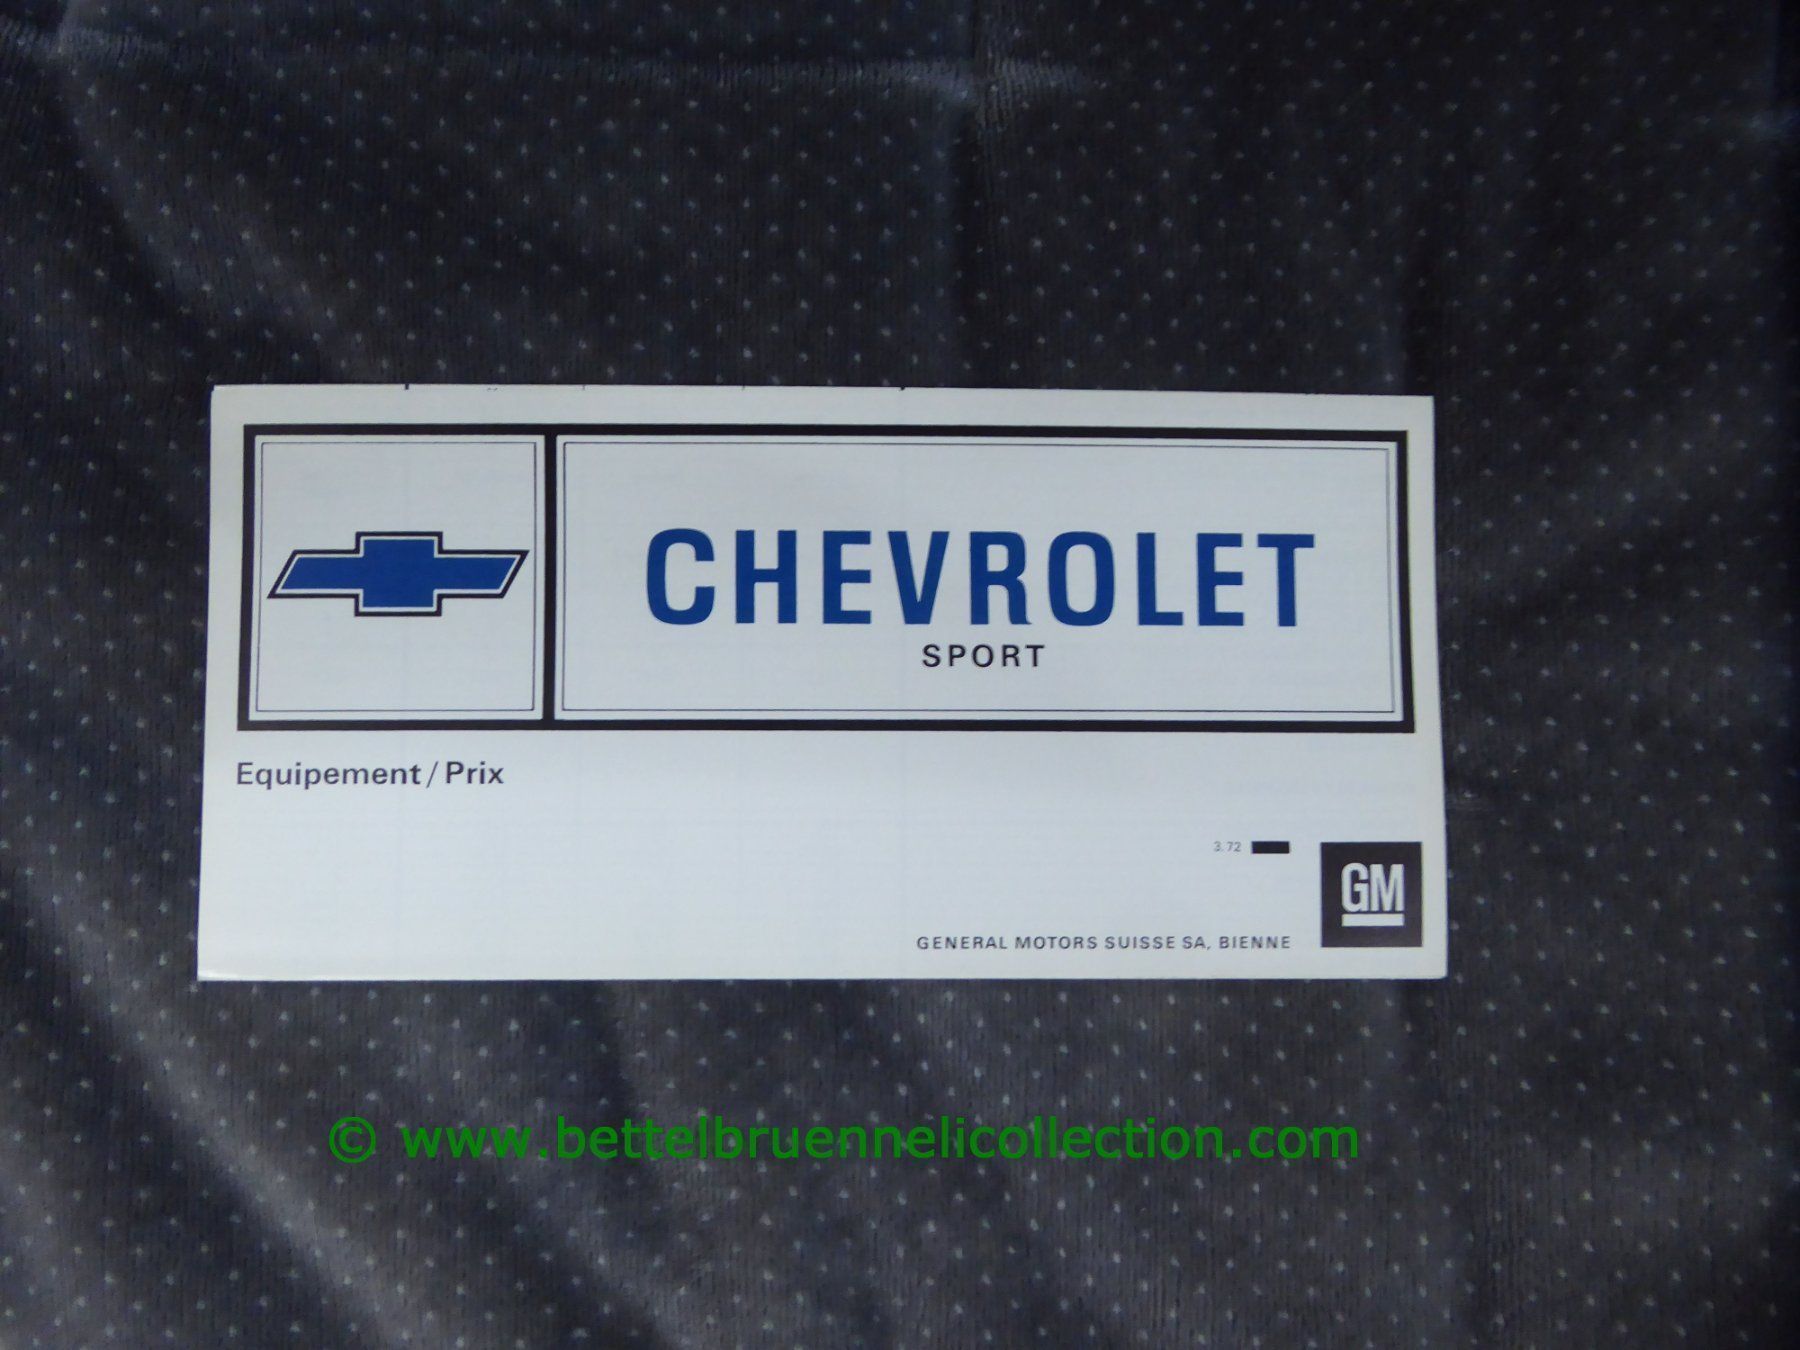 CHEVROLET
SPORT
Equipement / Prix
3.72
GM
GENERAL MOTORS SUISSE SA, BIENNE
© www.bettelbruennelicollection.com